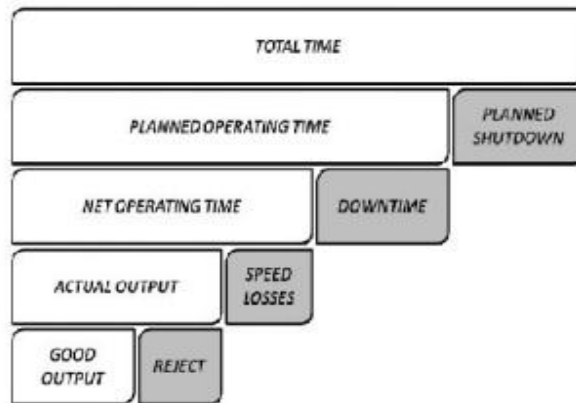 TOTAL TIME
PLANNED OPERATING TIME
PLANNED
SHUTDOWN
NET OPERATING TIME
DOWNTIME
ACTUAL OUTPUT
SPEED
LOSSES
GOOD
OUTPUT
REJECT